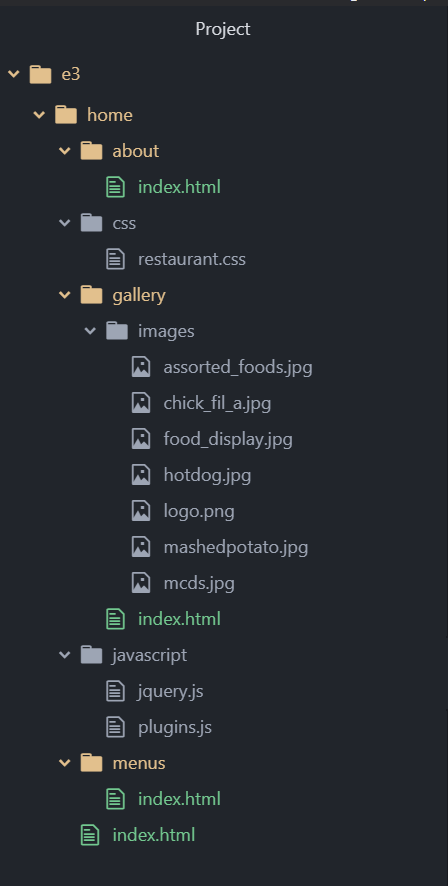 Project
e3
home
about
index.html
css
restaurant.css
gallery
images
assorted_foods.jpg
chick_fil_a.jpg
food_display.jpg
hotdog.jpg
logo.png
mashedpotato.jpg
mcds.jpg
index.html
javascript
jquery.js
plugins.js
menus
index.html
index.html